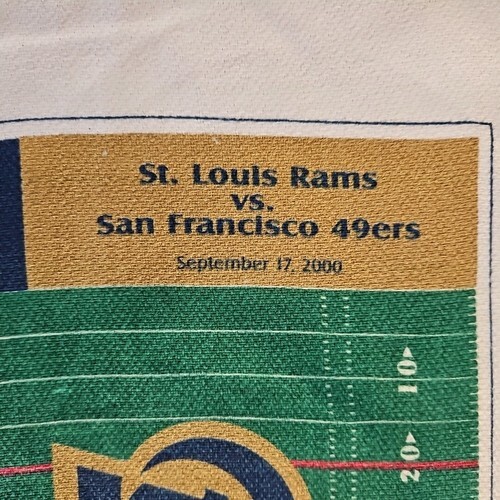 St. Louis Rams
vs.
San Francisco 49ers
September 17, 2000
10
20